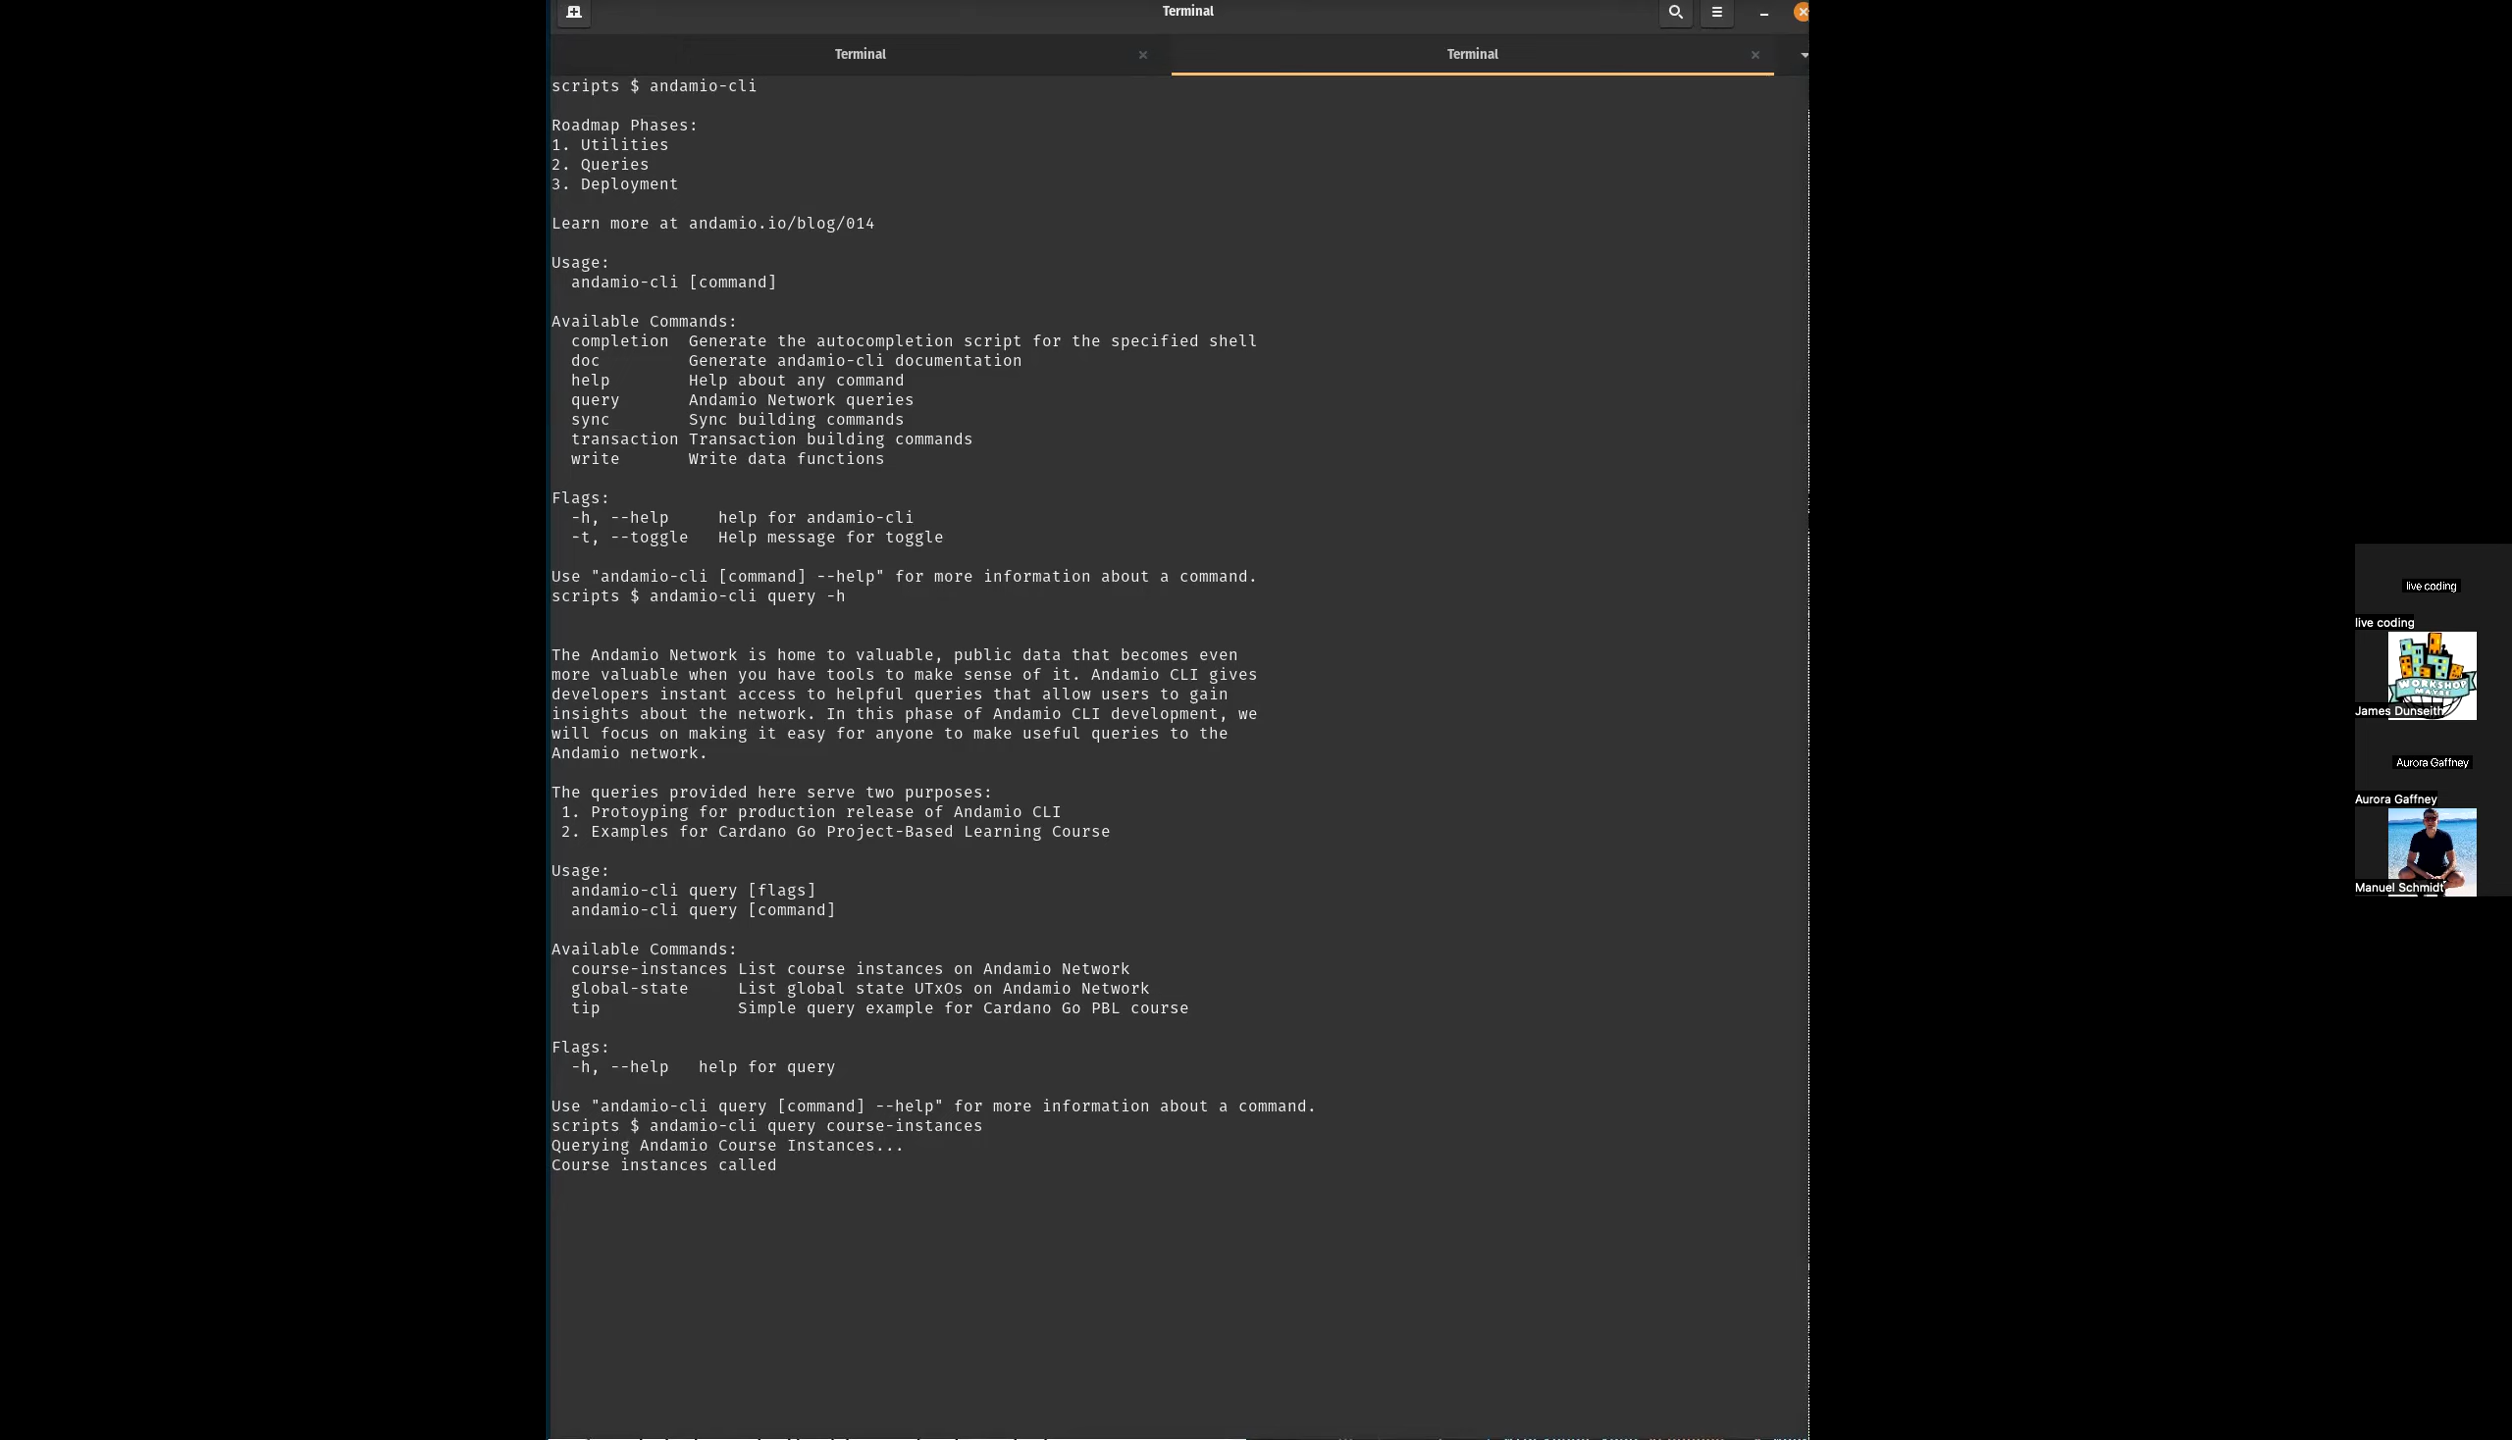 Terminal
Terminal
Terminal
scripts $ andamio-cli
Roadmap Phases:
1. Utilities
2. Queries
3. Deployment
Learn more at andamio.io/blog/014
Usage:
andamio-cli [command]
Available Commands:
completion  Generate the autocompletion script for the specified shell
doc         Generate andamio-cli documentation
help        Help about any command
query       Andamio Network queries
sync        Sync building commands
transaction Transaction building commands
write       Write data functions
Flags:
-h, --help     help for andamio-cli
-t, --toggle   Help message for toggle
Use "andamio-cli [command] --help" for more information about a command.
scripts $ andamio-cli query -h
The Andamio Network is home to valuable, public data that becomes even
more valuable when you have tools to make sense of it. Andamio CLI gives
developers instant access to helpful queries that allow users to gain
insights about the network. In this phase of Andamio CLI development, we
will focus on making it easy for anyone to make useful queries to the
Andamio network.
The queries provided here serve two purposes:
1. Protoyping for production release of Andamio CLI
2. Examples for Cardano Go Project-Based Learning Course
Usage:
andamio-cli query [flags]
andamio-cli query [command]
Available Commands:
course-instances List course instances on Andamio Network
global-state     List global state UTxOs on Andamio Network
tip              Simple query example for Cardano Go PBL course
Flags:
-h, --help   help for query
Use "andamio-cli query [command] --help" for more information about a command.
scripts $ andamio-cli query course-instances
Querying Andamio Course Instances...
Course instances called
live coding
live coding
WORKSHOP
MAYBE
James Dunseith
Aurora Gaffney
Aurora Gaffney
Manuel Schmidt